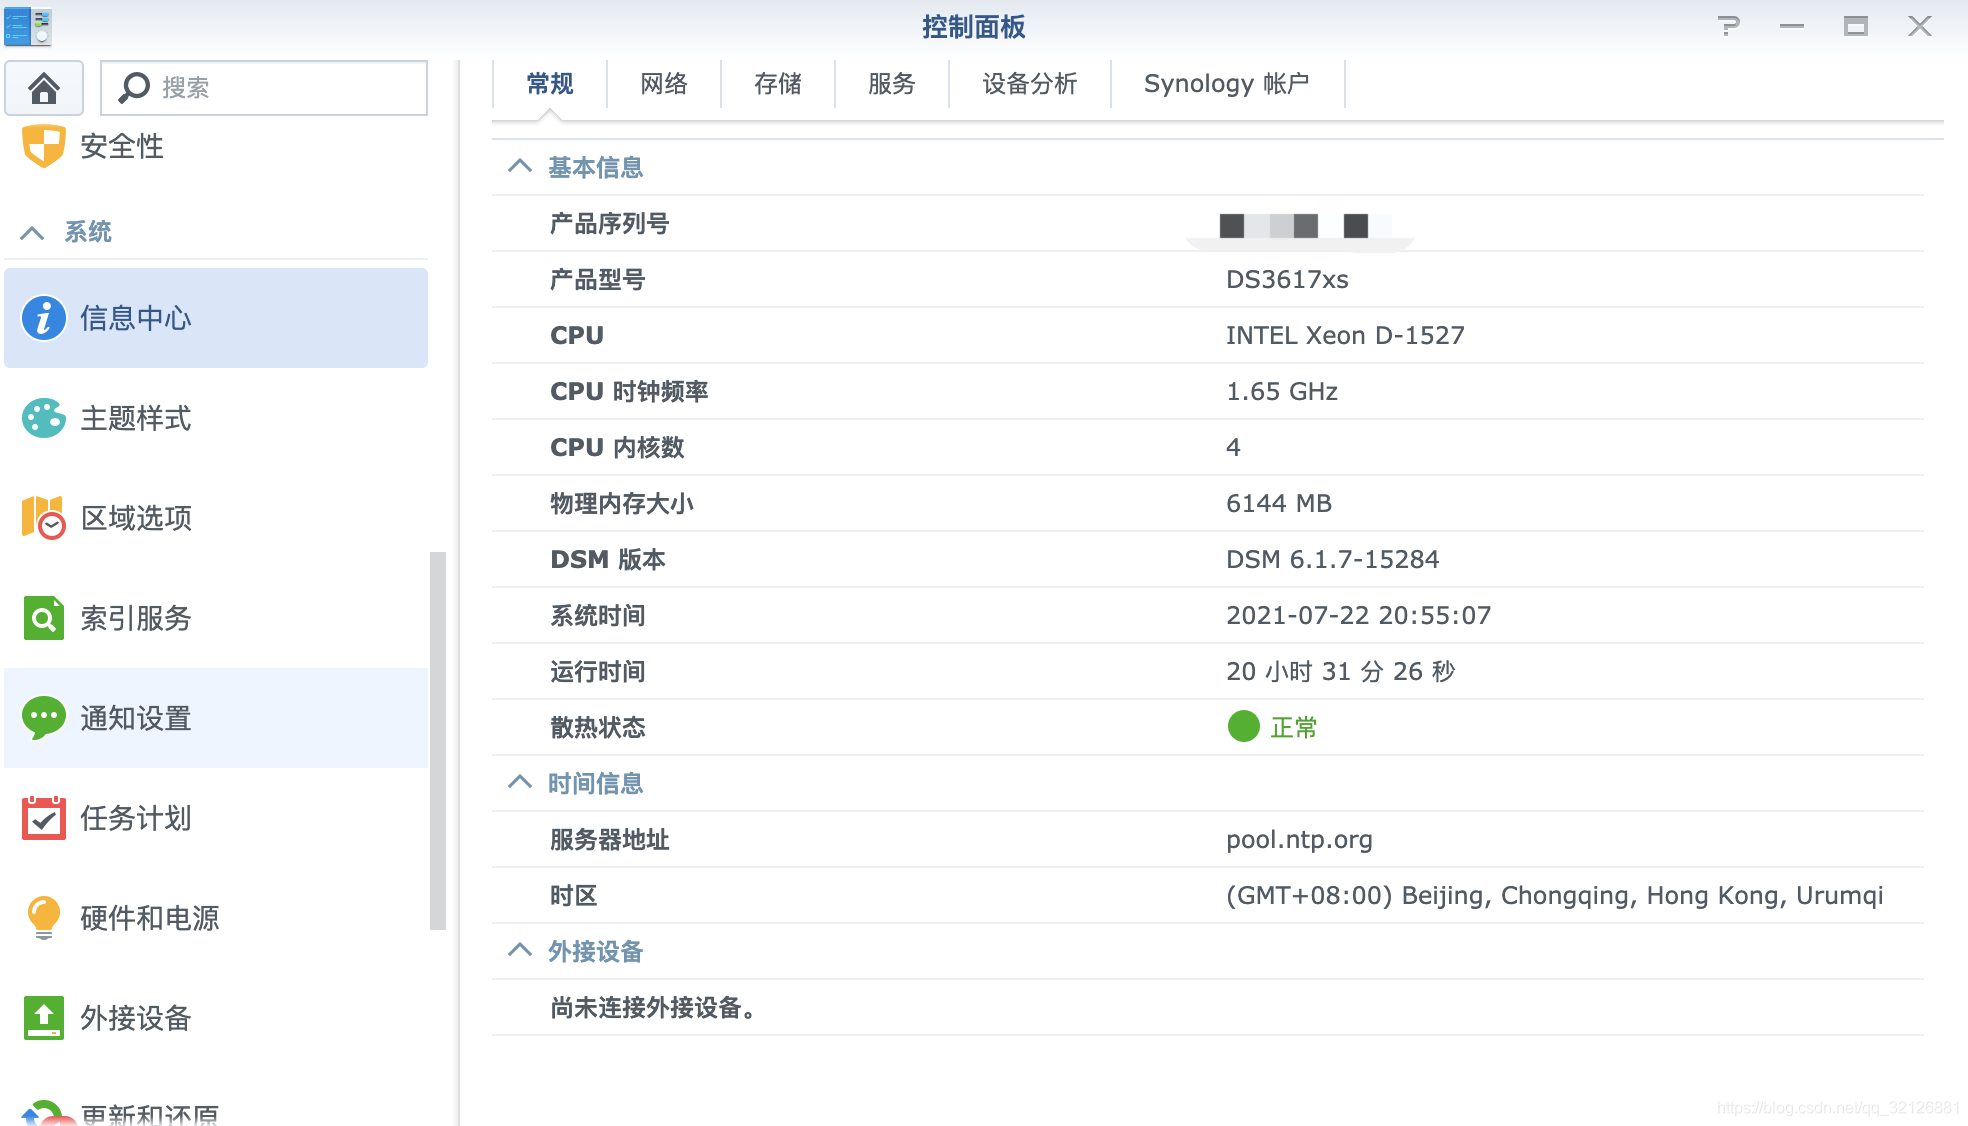 控制面板
搜索
安全性
系统
信息中心
主题样式
区域选项
索引服务
通知设置
任务计划
硬件和电源
外接设备
更新和还原
常规 网络 存储 服务 设备分析 Synology 帐户
基本信息
产品序列号
产品型号 DS3617xs
CPU INTEL Xeon D-1527
CPU 时钟频率 1.65 GHz
CPU 内核数 4
物理内存大小 6144 MB
DSM 版本 DSM 6.1.7-15284
系统时间 2021-07-22 20:55:07
运行时间 20 小时 31 分 26 秒
散热状态 正常
时间信息
服务器地址 pool.ntp.org
时区 (GMT+08:00) Beijing, Chongqing, Hong Kong, Urumqi
外接设备
尚未连接外接设备。
https://blog.csdn.net/qq_32126881